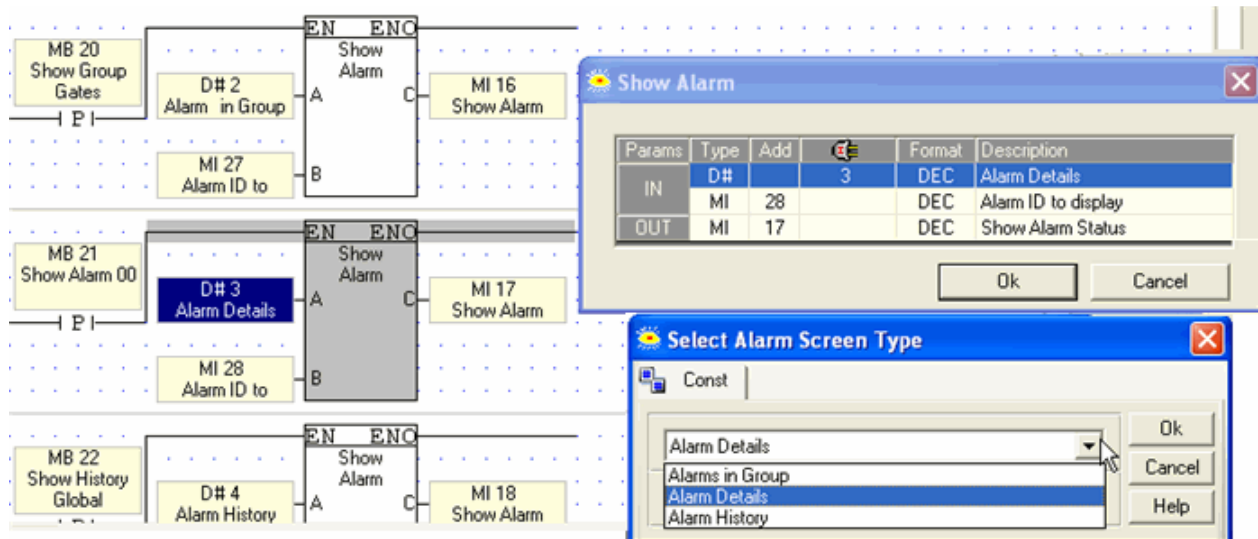 EN ENO
MB 20
Show Group
Gates
P
Show
Alarm
D# 2
Alarm in Group
A
C
MI 16
Show Alarm
MI 27
Alarm ID to
B
EN ENO
MB 21
Show Alarm 00
P
Show
Alarm
D# 3
Alarm Details
A
C
MI 17
Show Alarm
MI 28
Alarm ID to
B
EN ENO
MB 22
Show History
Global
Show
Alarm
D# 4
Alarm History
A
C
MI 18
Show Alarm
Show Alarm
Params Type Add Format Description
IN D# 3 DEC Alarm Details
MI 28 DEC Alarm ID to display
OUT MI 17 DEC Show Alarm Status
Ok Cancel
Select Alarm Screen Type
Const
Alarm Details
Alarms in Group
Alarm Details
Alarm History
Ok
Cancel
Help